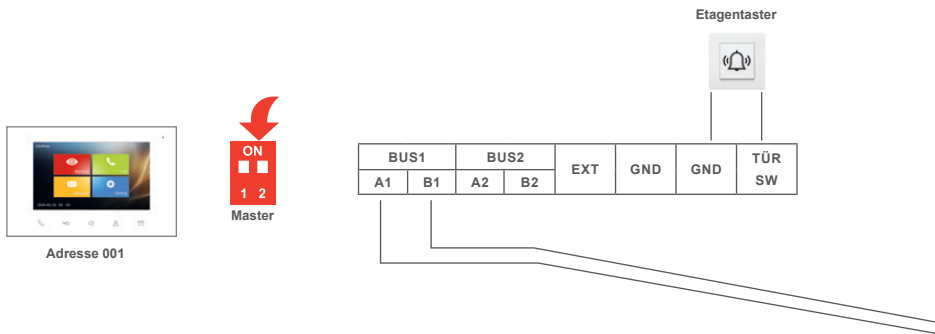 Etagentaster
ON
1 2
Master
Adresse 001
BUS1 BUS2 EXT GND GND TÜR SW
A1 B1 A2 B2